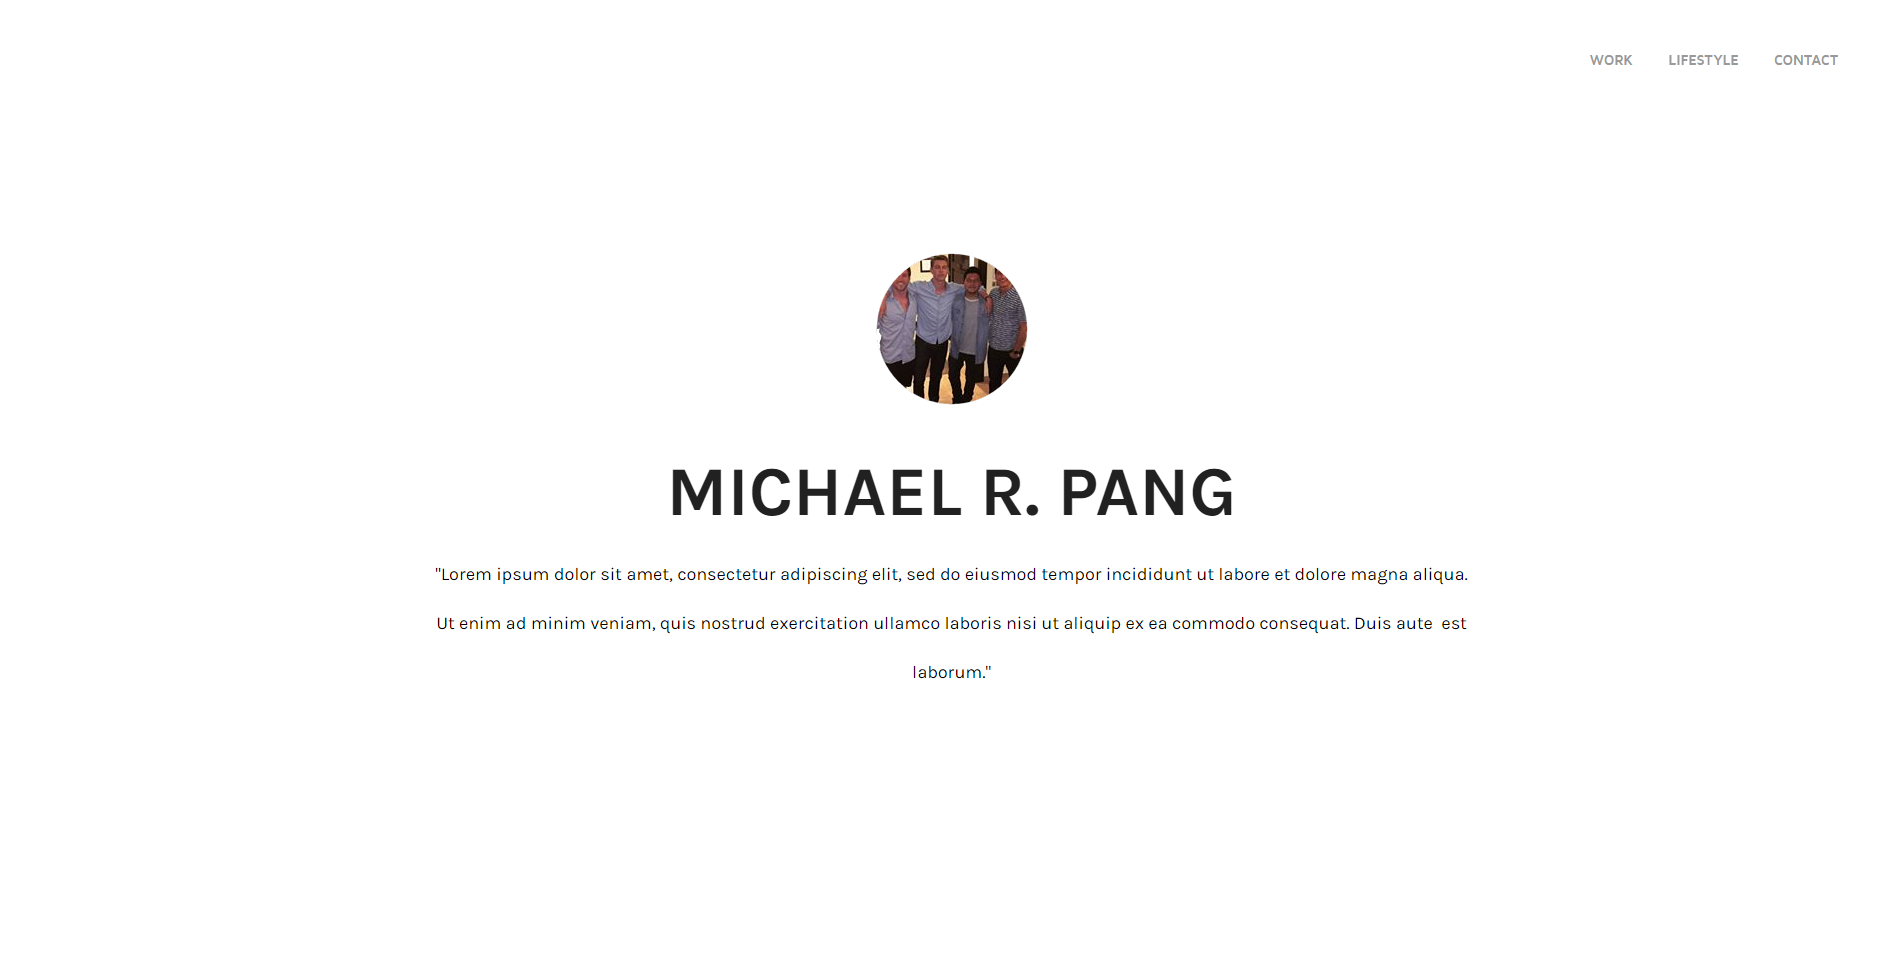 WORK LIFESTYLE CONTACT
MICHAEL R. PANG
"Lorem ipsum dolor sit amet, consectetur adipiscing elit, sed do eiusmod tempor incididunt ut labore et dolore magna aliqua.
Ut enim ad minim veniam, quis nostrud exercitation ullamco laboris nisi ut aliquip ex ea commodo consequat. Duis aute  est
laborum."